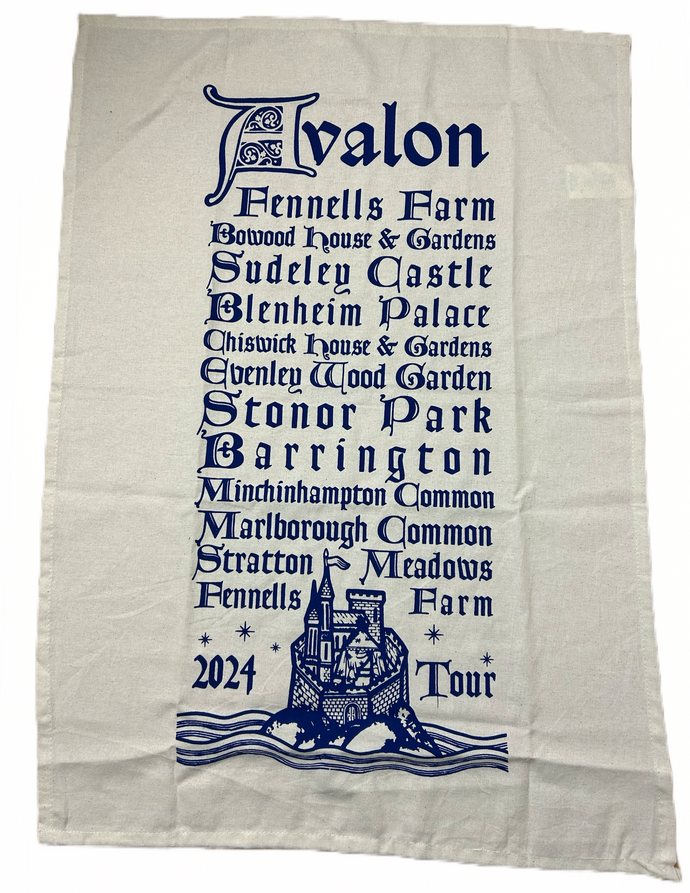 Avalon
Fennells Farm
Bowood House & Gardens
Sudeley Castle
Blenheim Palace
Chiswick House & Gardens
Evenley Wood Garden
Stonor Park
Barrington
Minchinhampton Common
Marlborough Common
Stratton Meadows
Fennells Farm
2024 Tour